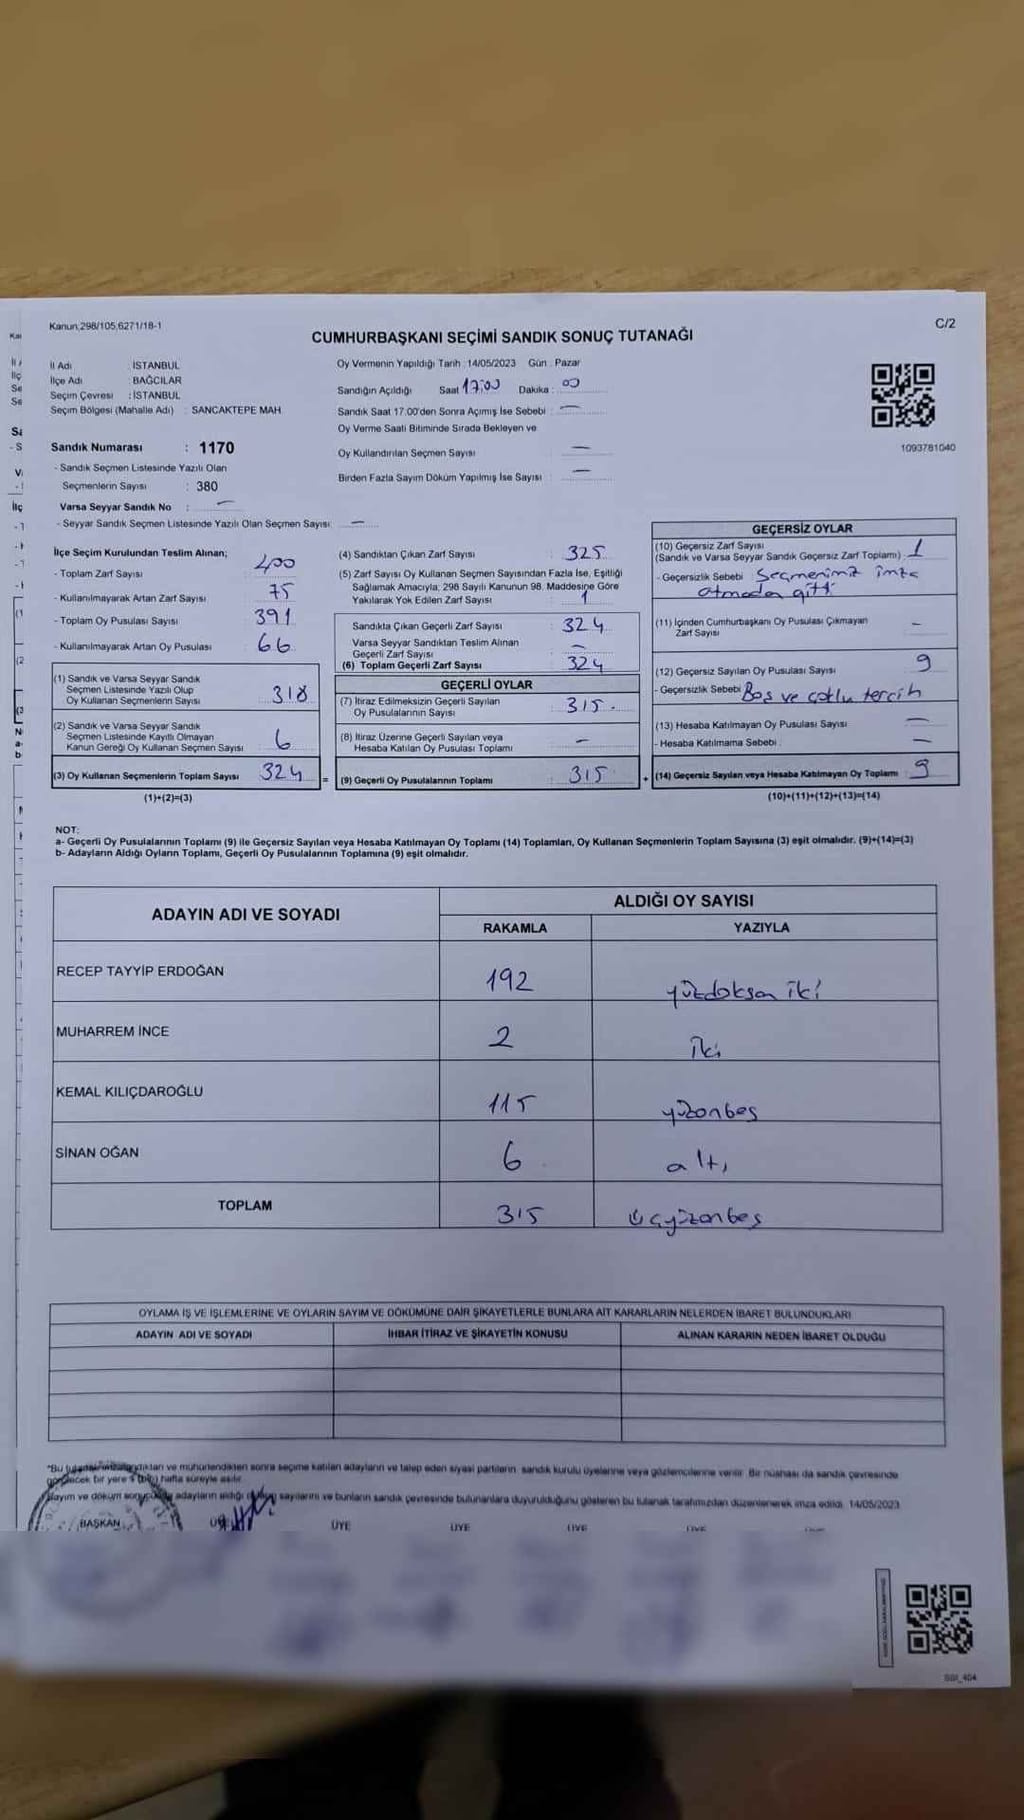 Kanun,298/105,6271/18-1
C/2
CUMHURBAŞKANI SEÇİMİ SANDIK SONUÇ TUTANAĞI
İl Adı : İSTANBUL
İlçe Adı : BAĞCILAR
Seçim Çevresi : İSTANBUL
Seçim Bölgesi (Mahalle Adı) : SANCAKTEPE MAH
Oy Vermenin Yapıldığı Tarih : 14/05/2023 Gün : Pazar
Sandığın Açıldığı Saat 17:00 Dakika : 00
Sandık Saat 17.00'den Sonra Açımış İse Sebebi : —
Oy Verme Saati Bitiminde Sırada Bekleyen ve
Oy Kullandırılan Seçmen Sayısı : —
Birden Fazla Sayım Döküm Yapılmış İse Sayısı : —
1093781040
Sandık Numarası : 1170
- Sandık Seçmen Listesinde Yazılı Olan
Seçmenlerin Sayısı : 380
Varsa Seyyar Sandık No : —
- Seyyar Sandık Seçmen Listesinde Yazılı Olan Seçmen Sayısı: —
İlçe Seçim Kurulundan Teslim Alınan;
- Toplam Zarf Sayısı : 400
- Kullanılmayarak Artan Zarf Sayısı : 75
- Toplam Oy Pusulası Sayısı : 391
- Kullanılmayarak Artan Oy Pusulası : 66
(1) Sandık ve Varsa Seyyar Sandık
Seçmen Listesinde Yazılı Olup
Oy Kullanan Seçmenlerin Sayısı : 318
(2) Sandık ve Varsa Seyyar Sandık
Seçmen Listesinde Kayıtlı Olmayan
Kanun Gereği Oy Kullanan Seçmen Sayısı : 6
(3) Oy Kullanan Seçmenlerin Toplam Sayısı : 324
(1)+(2)=(3)
(4) Sandıktan Çıkan Zarf Sayısı : 325
(5) Zarf Sayısı Oy Kullanan Seçmen Sayısından Fazla İse, Eşitliği
Sağlamak Amacıyla, 298 Sayılı Kanunun 98. Maddesine Göre
Yakılarak Yok Edilen Zarf Sayısı : 1
Sandıkta Çıkan Geçerli Zarf Sayısı : 324
Varsa Seyyar Sandıktan Teslim Alınan
Geçerli Zarf Sayısı : —
(6) Toplam Geçerli Zarf Sayısı : 324
GEÇERLİ OYLAR
(7) İtiraz Edilmeksizin Geçerli Sayılan
Oy Pusulalarının Sayısı : 315
(8) İtiraz Üzerine Geçerli Sayılan veya
Hesaba Katılan Oy Pusulası Toplamı : —
= (9) Geçerli Oy Pusulalarının Toplamı : 315
GEÇERSİZ OYLAR
(10) Geçersiz Zarf Sayısı
(Sandık ve Varsa Seyyar Sandık Geçersiz Zarf Toplamı) : 1
- Geçersizlik Sebebi : Seçmenimiz imza
atmadan gitti
(11) İçinden Cumhurbaşkanı Oy Pusulası Çıkmayan
Zarf Sayısı : —
(12) Geçersiz Sayılan Oy Pusulası Sayısı : 9
- Geçersizlik Sebebi : Boş ve çoklu tercih
(13) Hesaba Katılmayan Oy Pusulası Sayısı : —
- Hesaba Katılmama Sebebi : —
+ (14) Geçersiz Sayılan veya Hesaba Katılmayan Oy Toplamı : 9
(10)+(11)+(12)+(13)=(14)
NOT:
a- Geçerli Oy Pusulalarının Toplamı (9) ile Geçersiz Sayılan veya Hesaba Katılmayan Oy Toplamı (14) Toplamları, Oy Kullanan Seçmenlerin Toplam Sayısına (3) eşit olmalıdır. (9)+(14)=(3)
b- Adayların Aldığı Oyların Toplamı, Geçerli Oy Pusulalarının Toplamına (9) eşit olmalıdır.
ADAYIN ADI VE SOYADI ALDIĞI OY SAYISI
RAKAMLA YAZIYLA
RECEP TAYYİP ERDOĞAN 192 yüzdoksan iki
MUHARREM İNCE 2 İki
KEMAL KILIÇDAROĞLU 115 yüzonbeş
SİNAN OĞAN 6 altı
TOPLAM 315 üçyüzonbeş
OYLAMA İŞ VE İŞLEMLERİNE VE OYLARIN SAYIM VE DÖKÜMÜNE DAİR ŞİKAYETLERLE BUNLARA AİT KARARLARIN NELERDEN İBARET BULUNDUKLARI
ADAYIN ADI VE SOYADI İHBAR İTİRAZ VE ŞİKAYETİN KONUSU ALINAN KARARIN NEDEN İBARET OLDUĞU
"Bu tutanak imzalandıktan ve mühürlendikten sonra seçime katılan adayların ve talep eden siyasi partilerin sandık kurulu üyelerine veya gözlemcilerine verilir. Bir nüshası da sandık çevresinde
görülecek bir yere 1 (bir) hafta süreyle asılır.
Sayım ve döküm sonucunda adayların aldığı oyların sayılarını ve bunların sandık çevresinde bulunanlara duyurulduğunu gösteren bu tutanak tarafımızdan düzenlenerek imza edildi. 14/05/2023
BAŞKAN ÜYE ÜYE ÜYE ÜYE ÜYE